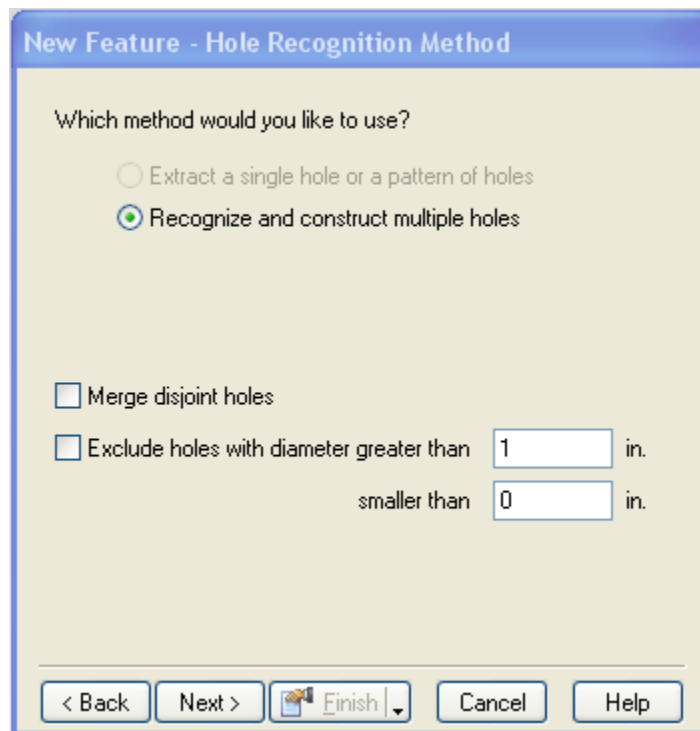 New Feature - Hole Recognition Method
Which method would you like to use?
Extract a single hole or a pattern of holes
Recognize and construct multiple holes
Merge disjoint holes
Exclude holes with diameter greater than 1 in.
smaller than 0 in.
< Back Next > Finish Cancel Help